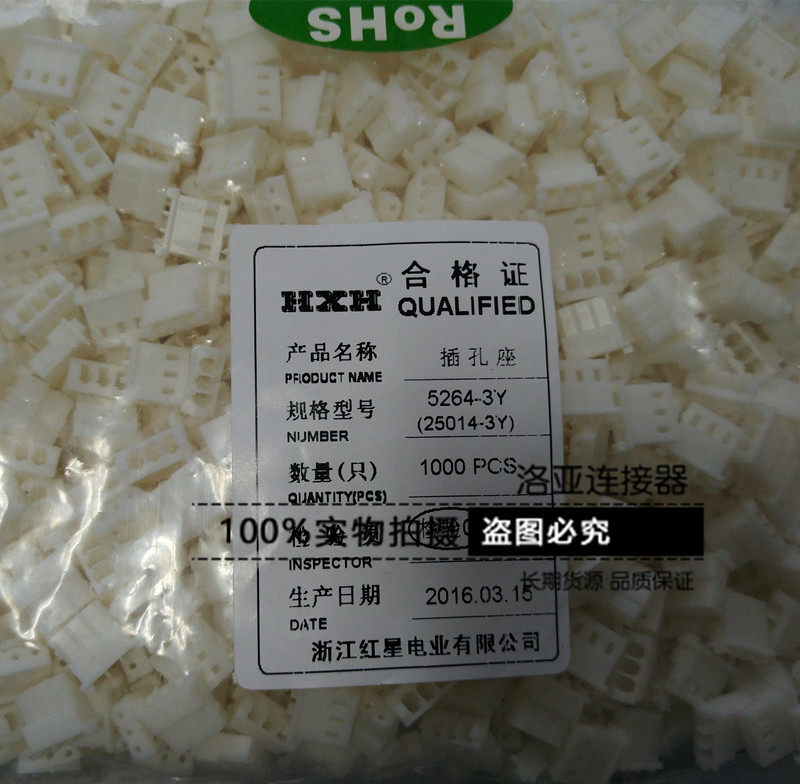 RoHS
HXH® 合格证
QUALIFIED
产品名称 插孔座
PRODUCT NAME
规格型号 5264-3Y
NUMBER (25014-3Y)
数量(只) 1000 PCS
QUANTITY(PCS)
洛亚连接器
100%实物拍摄 盗图必究
INSPECTOR
长期货源 品质保证
生产日期 2016.03.15
DATE
浙江红星电业有限公司